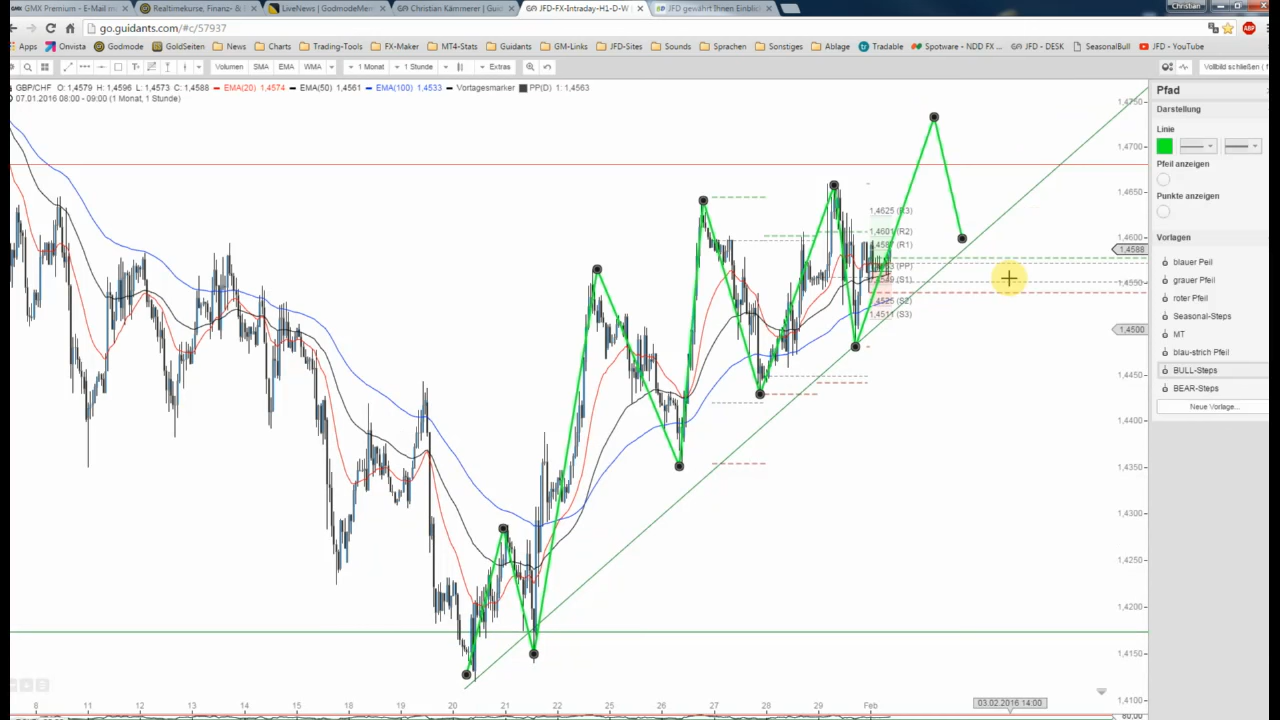 GMX Premium - E-Mail m
Realtimekurse, Finanz- &
LiveNews | GodmodeMem
Christian Kämmerer | Gui
JFD-FX-Intraday-H1-D-W
JFD gewährt Ihnen Einblick
Christian
go.guidants.com/#c/57937
Apps Onvista Godmode GoldSeiten News Charts Trading-Tools FX-Maker MT4-Stats Guidants GM-Links JFD-Sites Sounds Sprachen Sonstiges Ablage Tradable Spotware - NDD FX ... JFD - DESK SeasonalBull JFD - YouTube
Volumen SMA EMA WMA 1 Monat 1 Stunde Extras Vollbild schließen
GBP/CHF O: 1,4579 H: 1,4596 L: 1,4573 C: 1,4588 EMA(20) 1,4574 EMA(50) 1,4561 EMA(100) 1,4533 Vortagesmarker PP(D) 1: 1,4563
07.01.2016 08:00 - 09:00 (1 Monat, 1 Stunde)
Pfad
Darstellung
Linie
Pfeil anzeigen
Punkte anzeigen
Vorlagen
blauer Peil
grauer Pfeil
roter Pfeil
Seasonal-Steps
MT
blau-strich Pfeil
BULL-Steps
BEAR-Steps
Neue Vorlage...
1,4625 (R3)
1,4601 (R2)
1,4587 (R1)
(PP)
(S1)
1,4525 (S2)
1,4511 (S3)
1,4750
1,4700
1,4650
1,4600
1,4588
1,4550
1,4500
1,4450
1,4400
1,4350
1,4300
1,4250
1,4200
1,4150
1,4100
8 11 12 13 14 15 18 19 20 21 22 25 26 27 28 29 Feb
03.02.2016 14:00
80,00